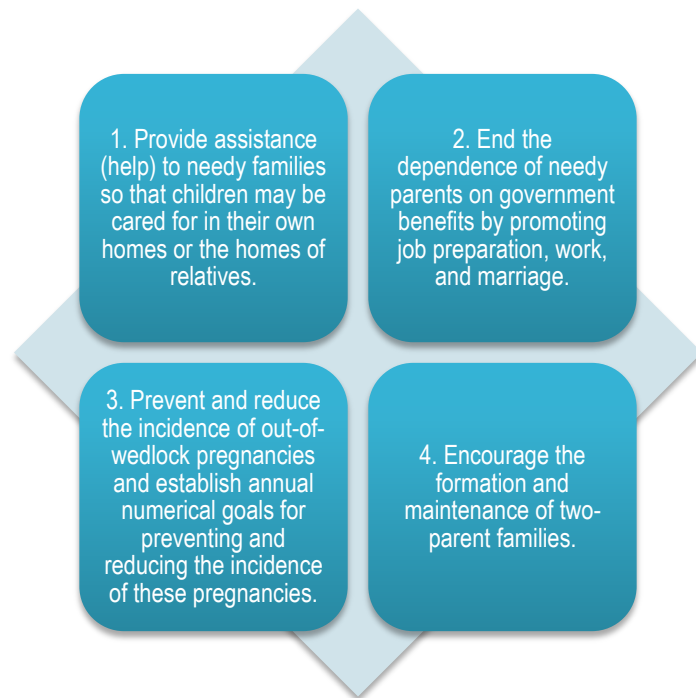 1. Provide assistance
(help) to needy families
so that children may be
cared for in their own
homes or the homes of
relatives.
2. End the
dependence of needy
parents on government
benefits by promoting
job preparation, work,
and marriage.
3. Prevent and reduce
the incidence of out-of-
wedlock pregnancies
and establish annual
numerical goals for
preventing and
reducing the incidence
of these pregnancies.
4. Encourage the
formation and
maintenance of two-
parent families.